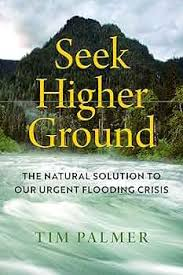 Seek
Higher
Ground
THE NATURAL SOLUTION TO
OUR URGENT FLOODING CRISIS
TIM PALMER